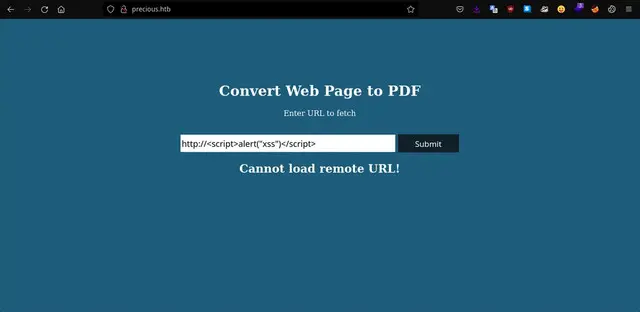 precious.htb
Convert Web Page to PDF
Enter URL to fetch
http://<script>alert("xss")</script>
Submit
Cannot load remote URL!